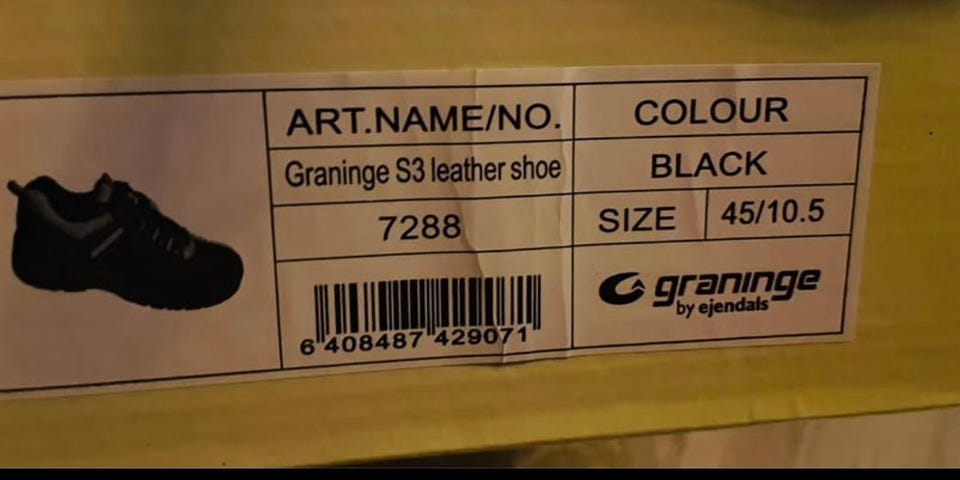 ART.NAME/NO.
COLOUR
Graninge S3 leather shoe
BLACK
7288
SIZE
45/10.5
6 408487 429071
graninge
by ejendals